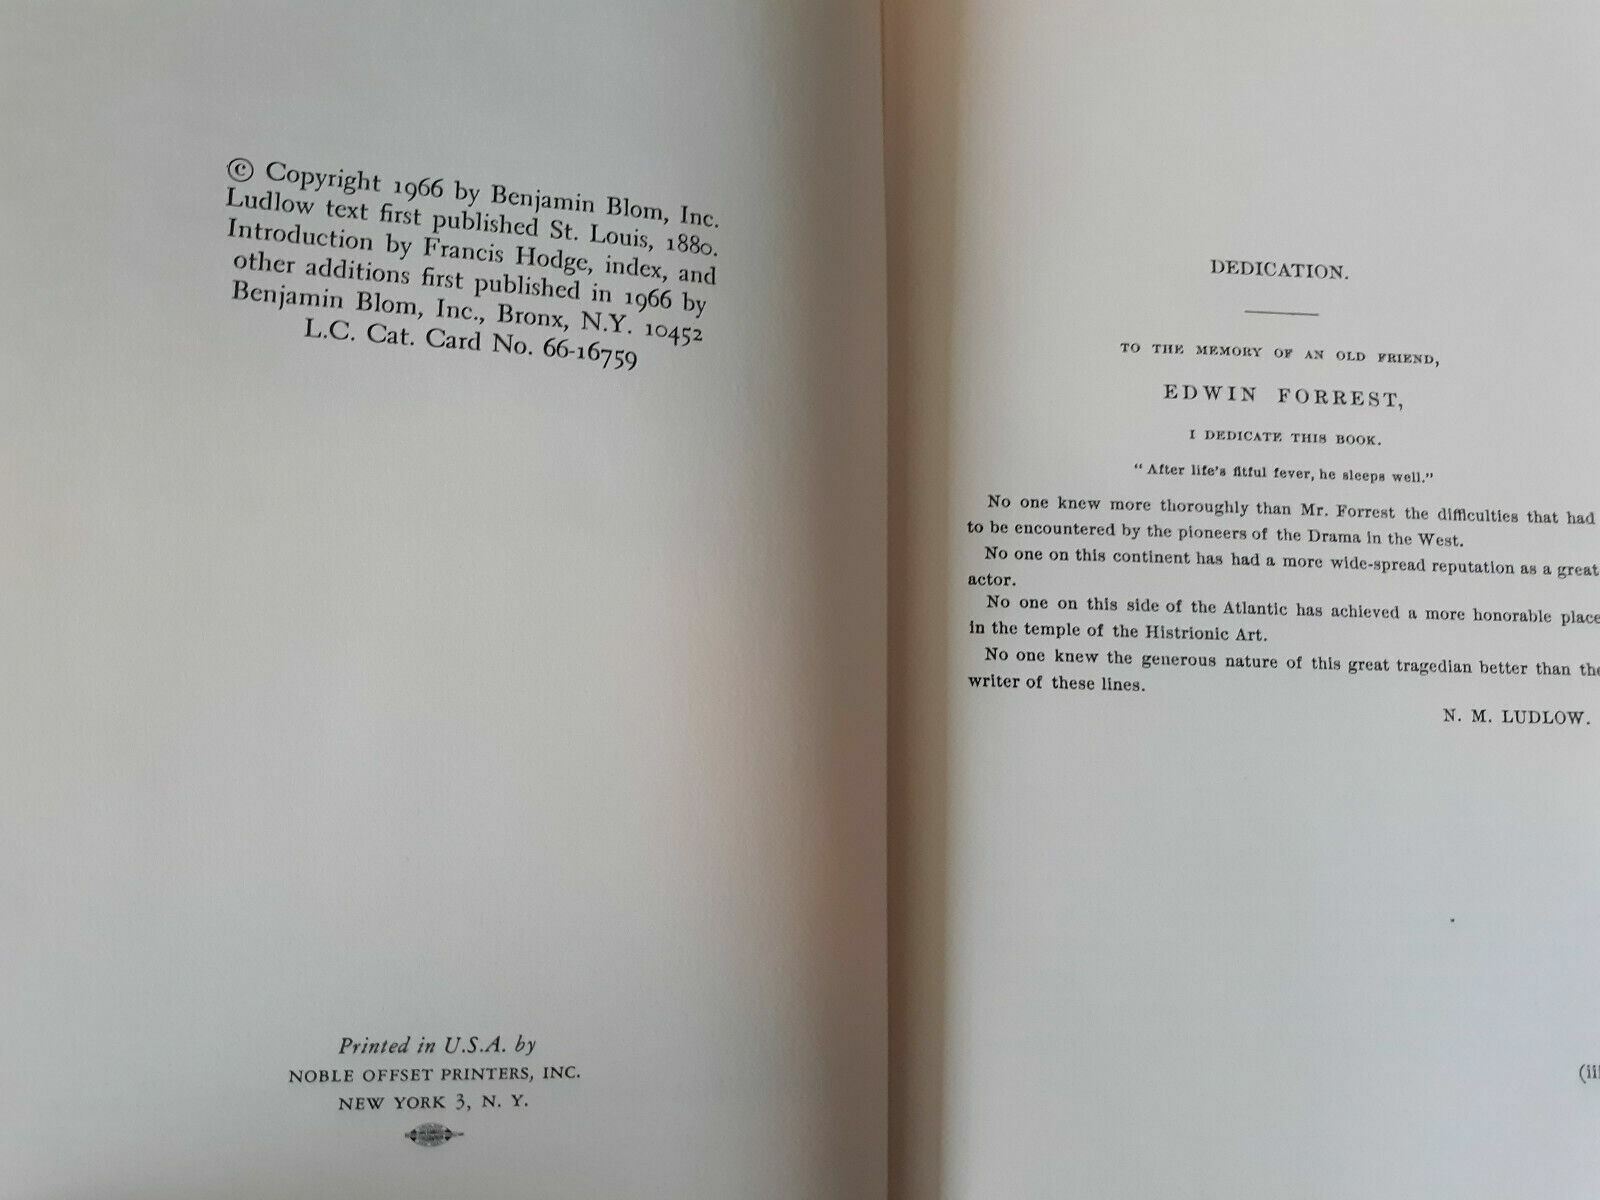 © Copyright 1966 by Benjamin Blom, Inc.
Ludlow text first published St. Louis, 1880.
Introduction by Francis Hodge, index, and
other additions first published in 1966 by
Benjamin Blom, Inc., Bronx, N.Y. 10452
L.C. Cat. Card No. 66-16759
Printed in U.S.A. by
NOBLE OFFSET PRINTERS, INC.
NEW YORK 3, N. Y.
DEDICATION.
TO THE MEMORY OF AN OLD FRIEND,
EDWIN FORREST,
I DEDICATE THIS BOOK.
"After life's fitful fever, he sleeps well."
No one knew more thoroughly than Mr. Forrest the difficulties that had
to be encountered by the pioneers of the Drama in the West.
No one on this continent has had a more wide-spread reputation as a great
actor.
No one on this side of the Atlantic has achieved a more honorable place
in the temple of the Histrionic Art.
No one knew the generous nature of this great tragedian better than the
writer of these lines.
N. M. LUDLOW.
(iii